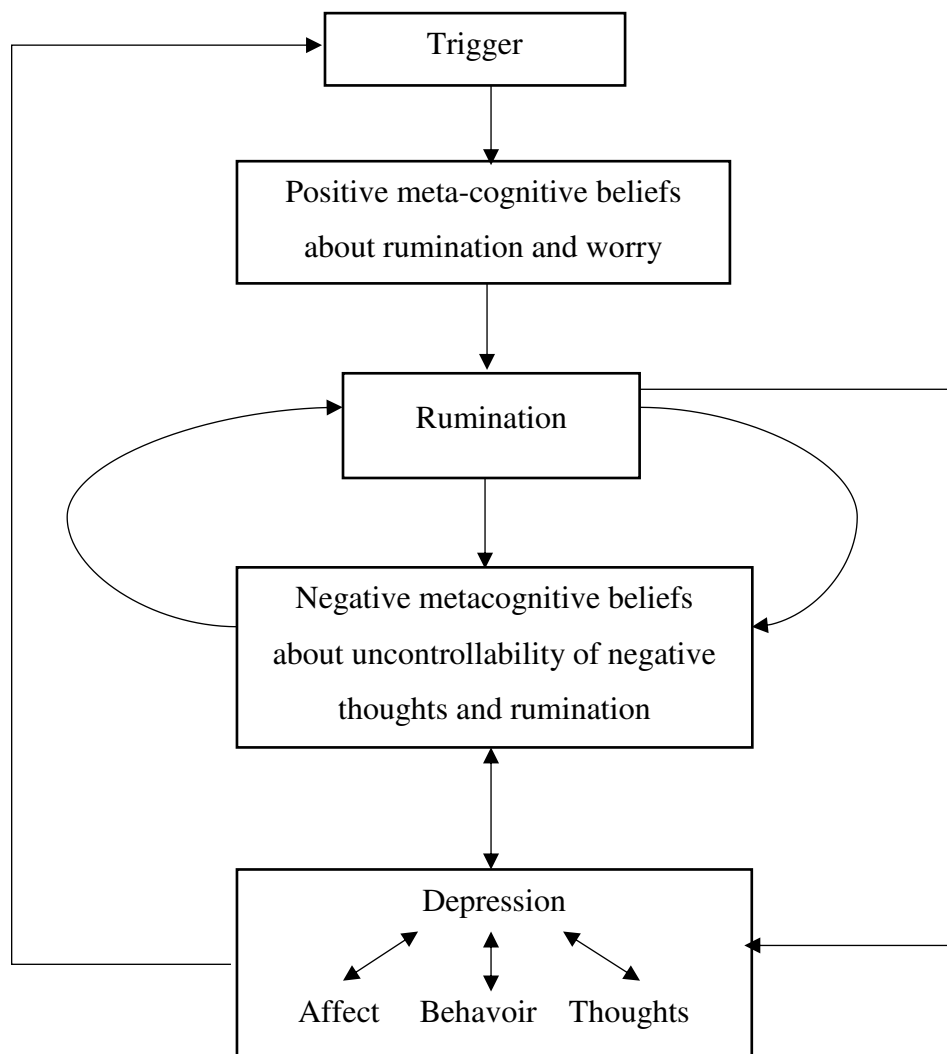 Trigger
Positive meta-cognitive beliefs
about rumination and worry
Rumination
Negative metacognitive beliefs
about uncontrollability of negative
thoughts and rumination
Depression
Affect Behavoir Thoughts